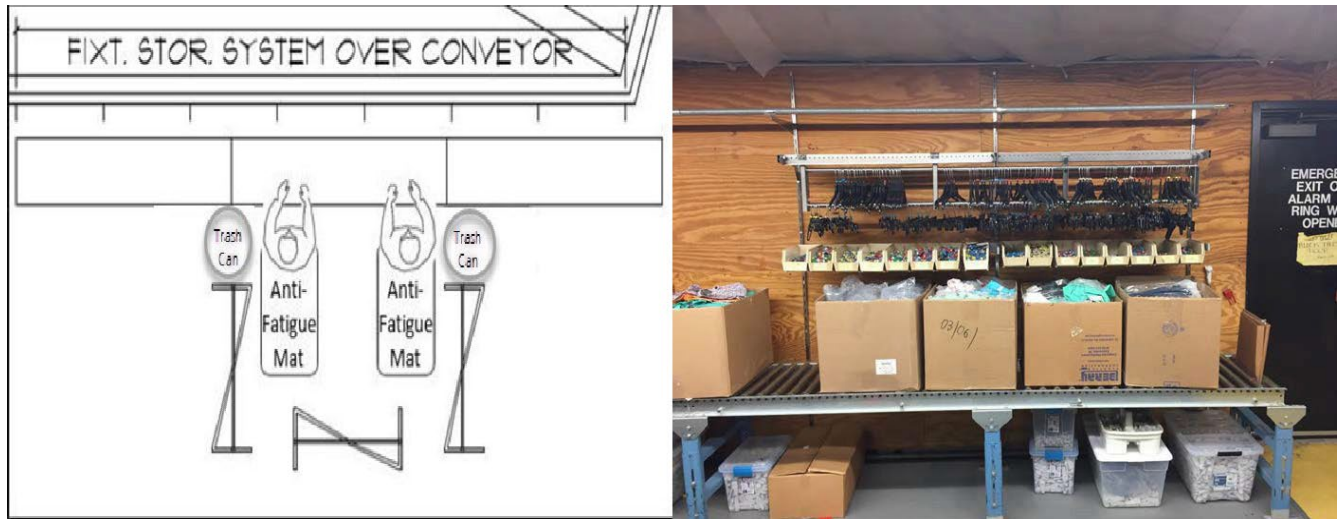 FIXT. STOR. SYSTEM OVER CONVEYOR
Trash
Can
Trash
Can
Anti-
Fatigue
Mat
Anti-
Fatigue
Mat
EMERGE
EXIT O
ALARM
RING W
OPEN
03/06/